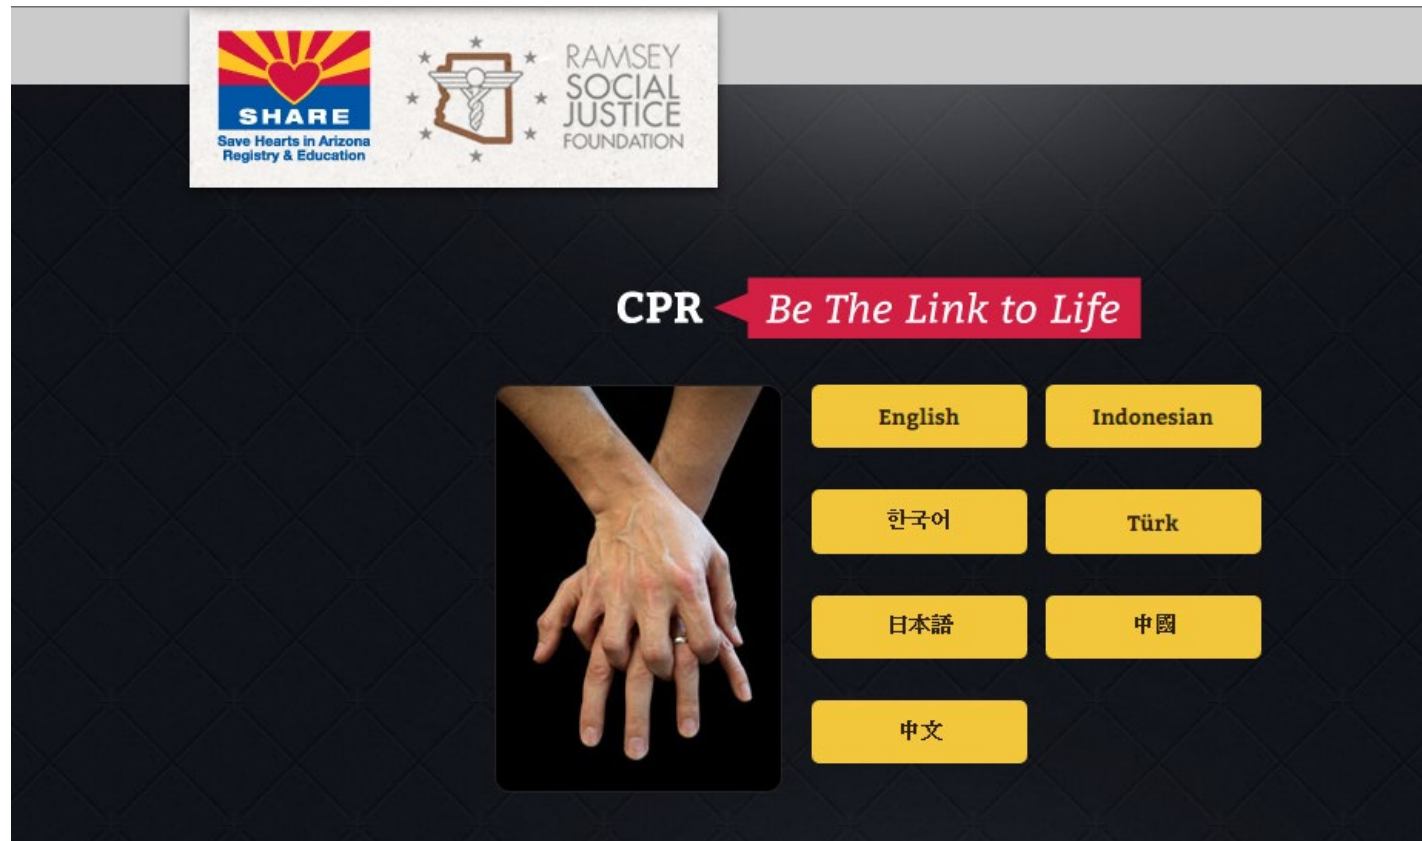 SHARE
Save Hearts in Arizona
Registry & Education
RAMSEY
SOCIAL
JUSTICE
FOUNDATION
CPR Be The Link to Life
English
Indonesian
한국어
Türk
日本語
中國
中文